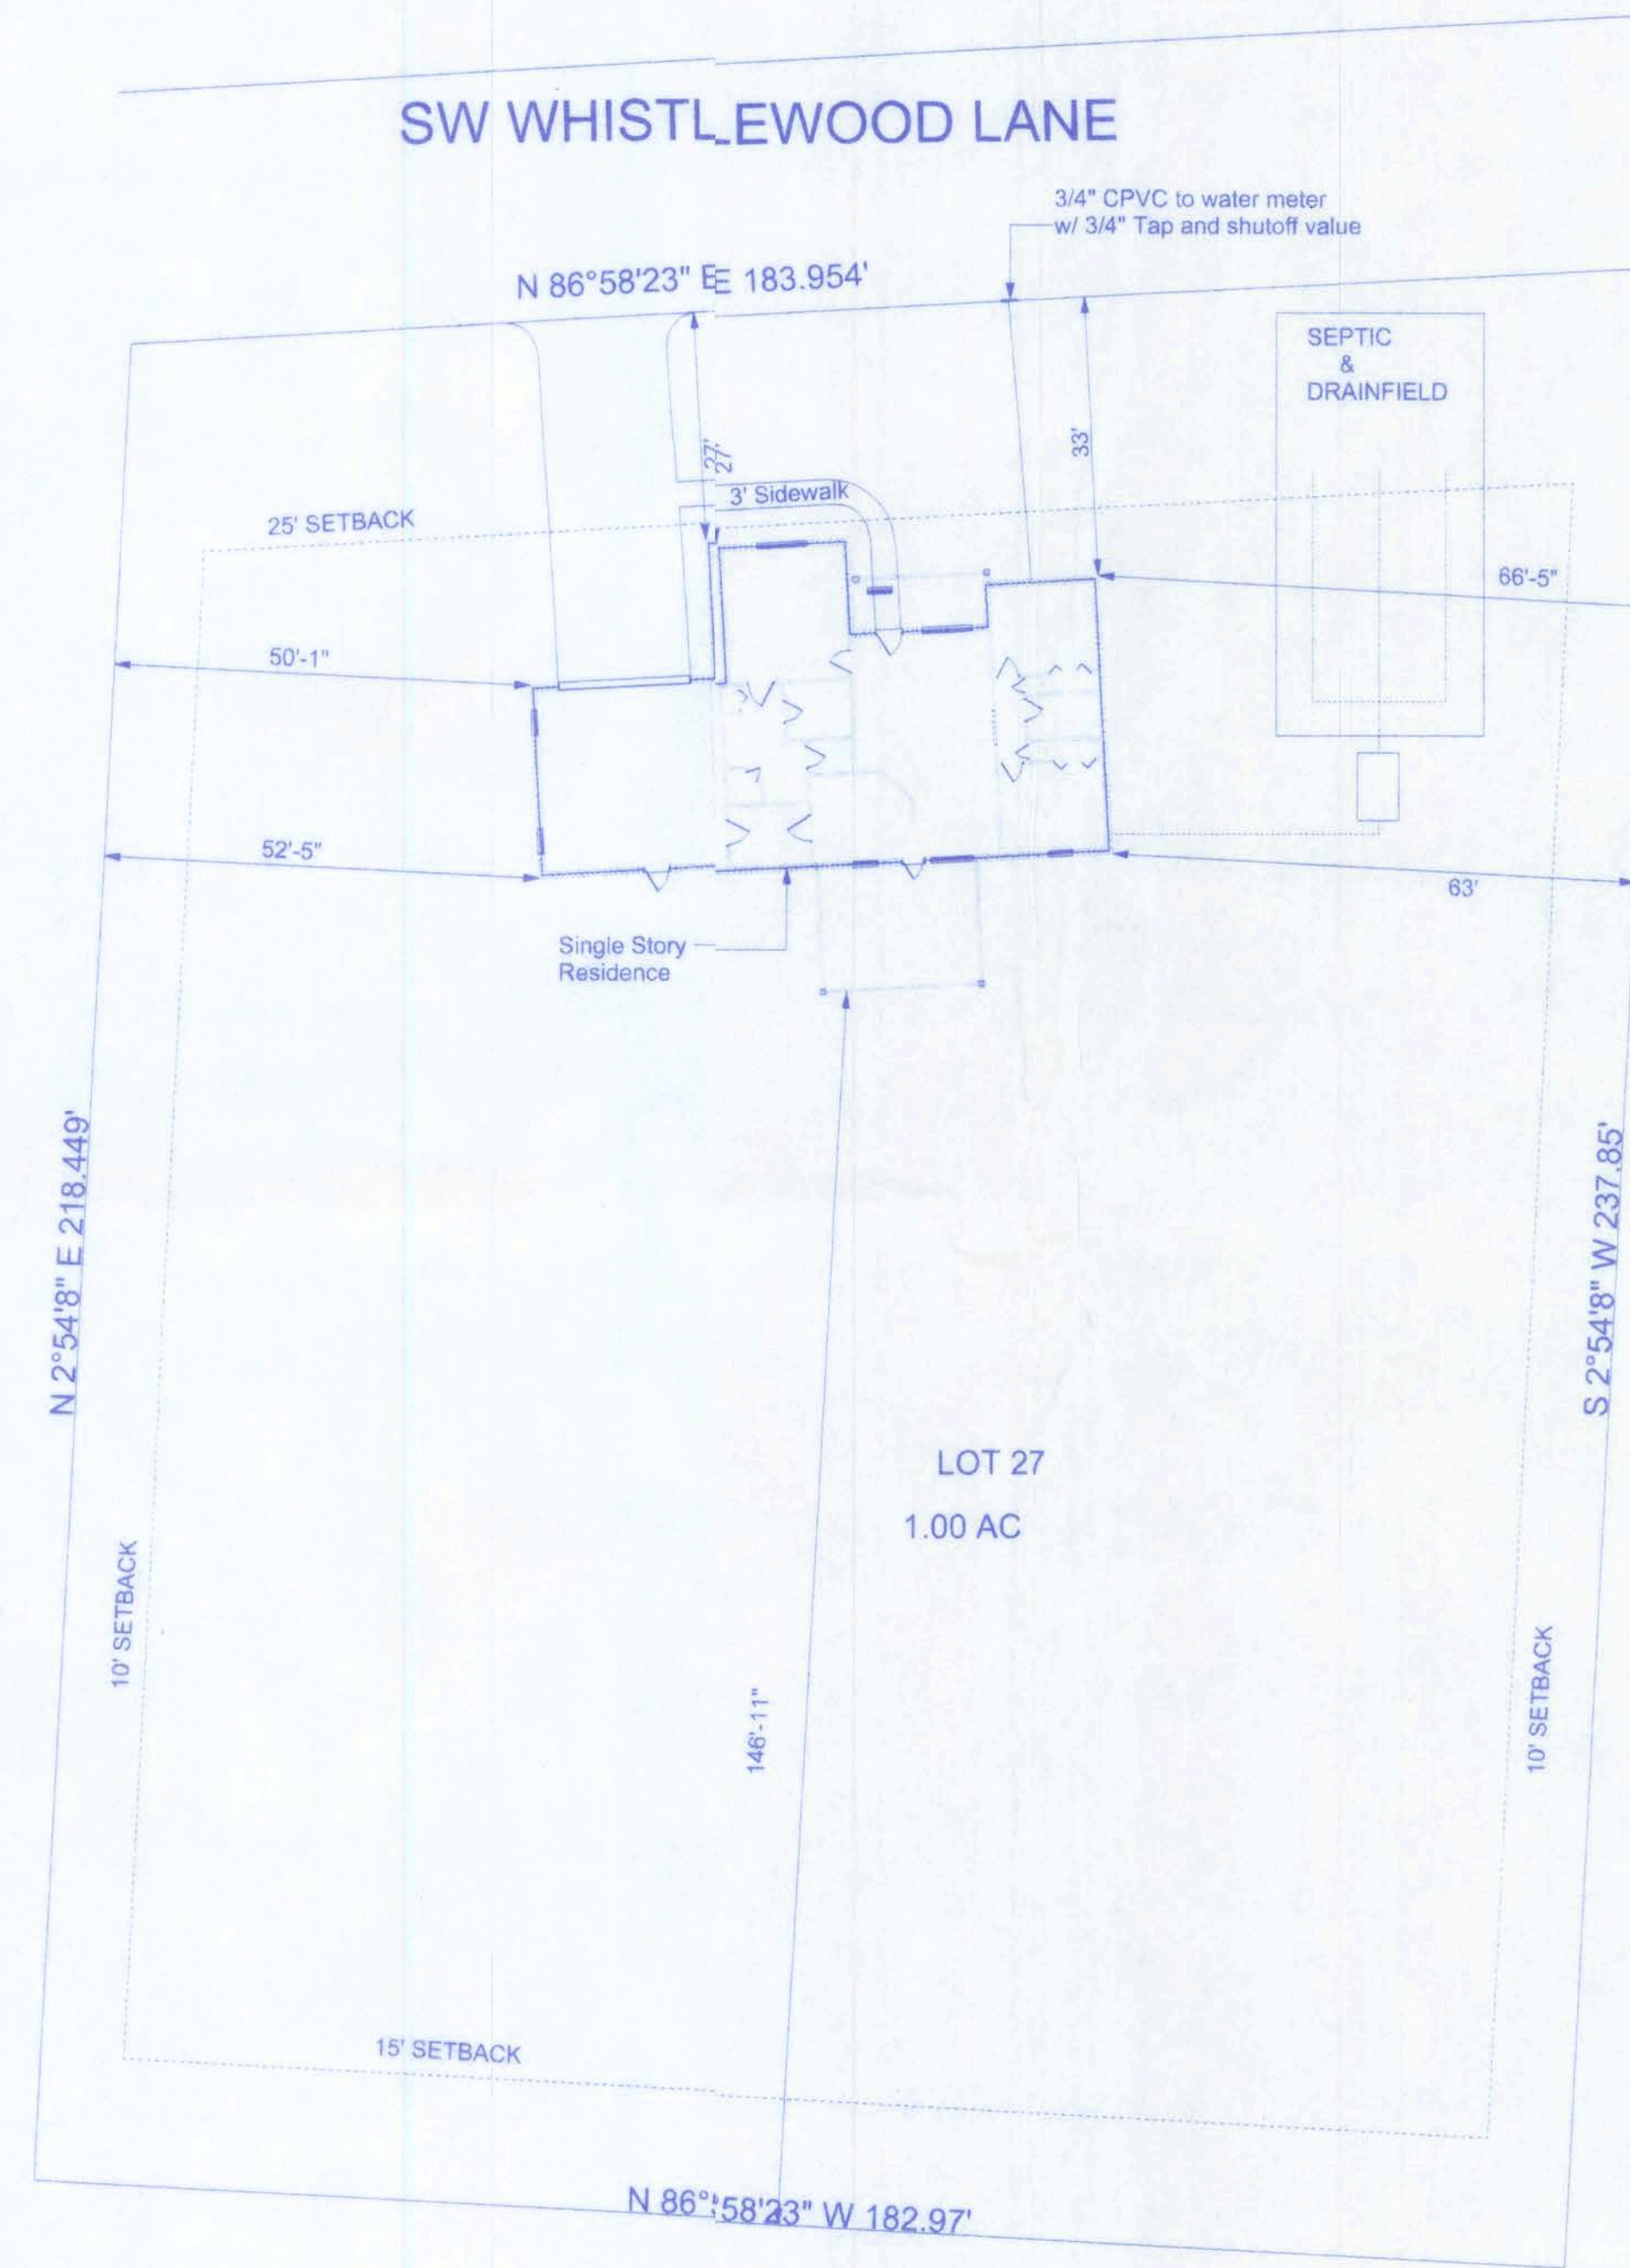 SW WHISTLEWOOD LANE
3/4" CPVC to water meter
w/ 3/4" Tap and shutoff value
N 86°58'23" E 183.954'
SEPTIC
&
DRAINFIELD
27'
33'
3' Sidewalk
25' SETBACK
66'-5"
50'-1"
52'-5"
63'
Single Story
Residence
N 2°54'8" E 218.449'
S 2°54'8" W 237.85'
LOT 27
1.00 AC
10' SETBACK
10' SETBACK
146'-11"
15' SETBACK
N 86°58'23" W 182.97'